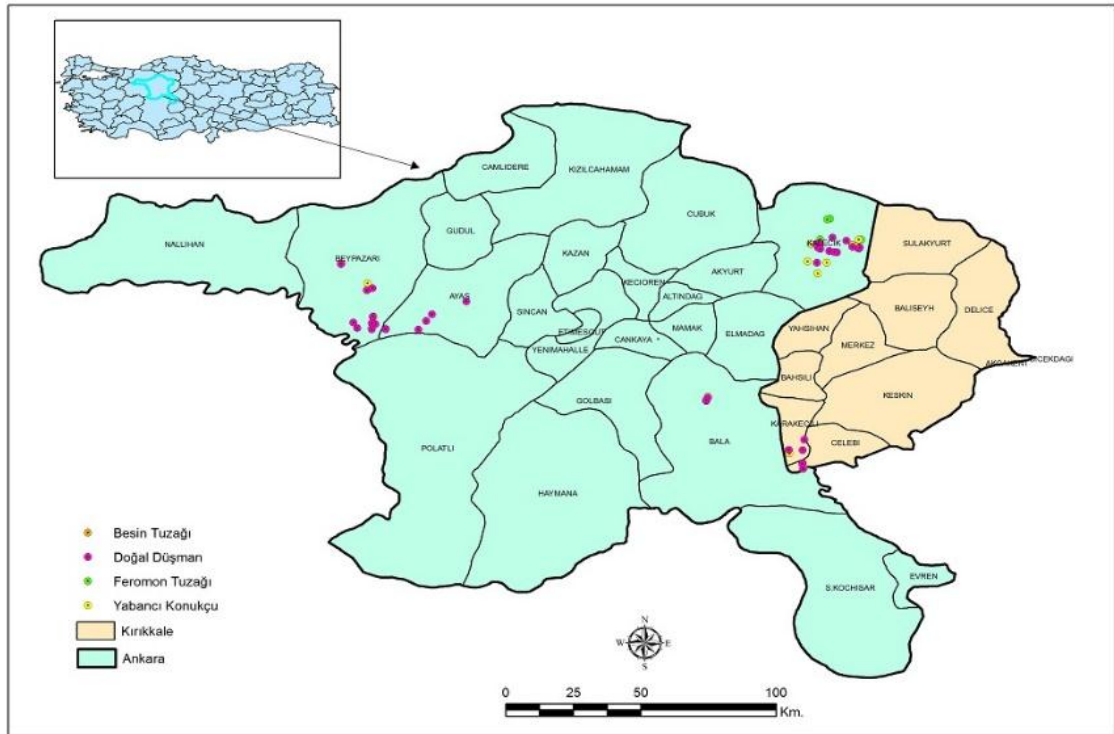 CAMLIDERE
KIZILCAHAMAM
CUBUK
GUDUL
NALLIHAN
BEYPAZARI
KAZAN
KALECIK
SULAKYURT
AKYURT
KECIOREN
AYAS
ALTINDAG
SINCAN
BALISEYH
DELICE
MAMAK
ELMADAG
YAHSIHAN
ETIMESGUT
CANKAYA
MERKEZ
YENIMAHALLE
CICEKDAGI
BAHSILI
KESKIN
GOLBASI
KARAKECILI
BALA
CELEBI
POLATLI
HAYMANA
S.KOCHISAR
EVREN
Besin Tuzağı
Doğal Düşman
Feromon Tuzağı
Yabancı Konukçu
Kırıkkale
Ankara
N
W E
S
0 25 50 100
Km.